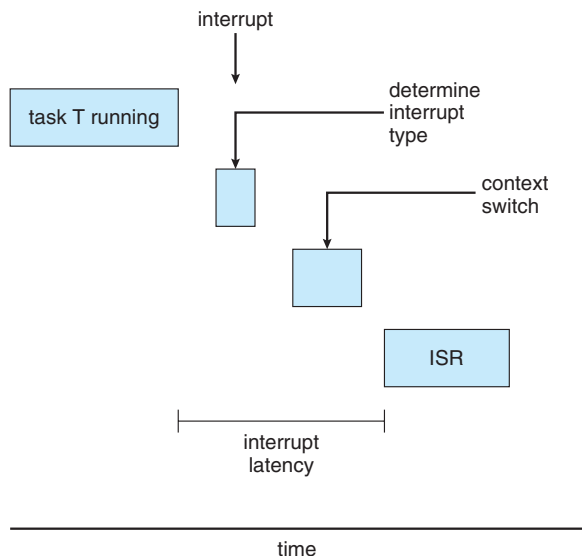 interrupt
task T running
determine
interrupt
type
context
switch
ISR
interrupt
latency
time